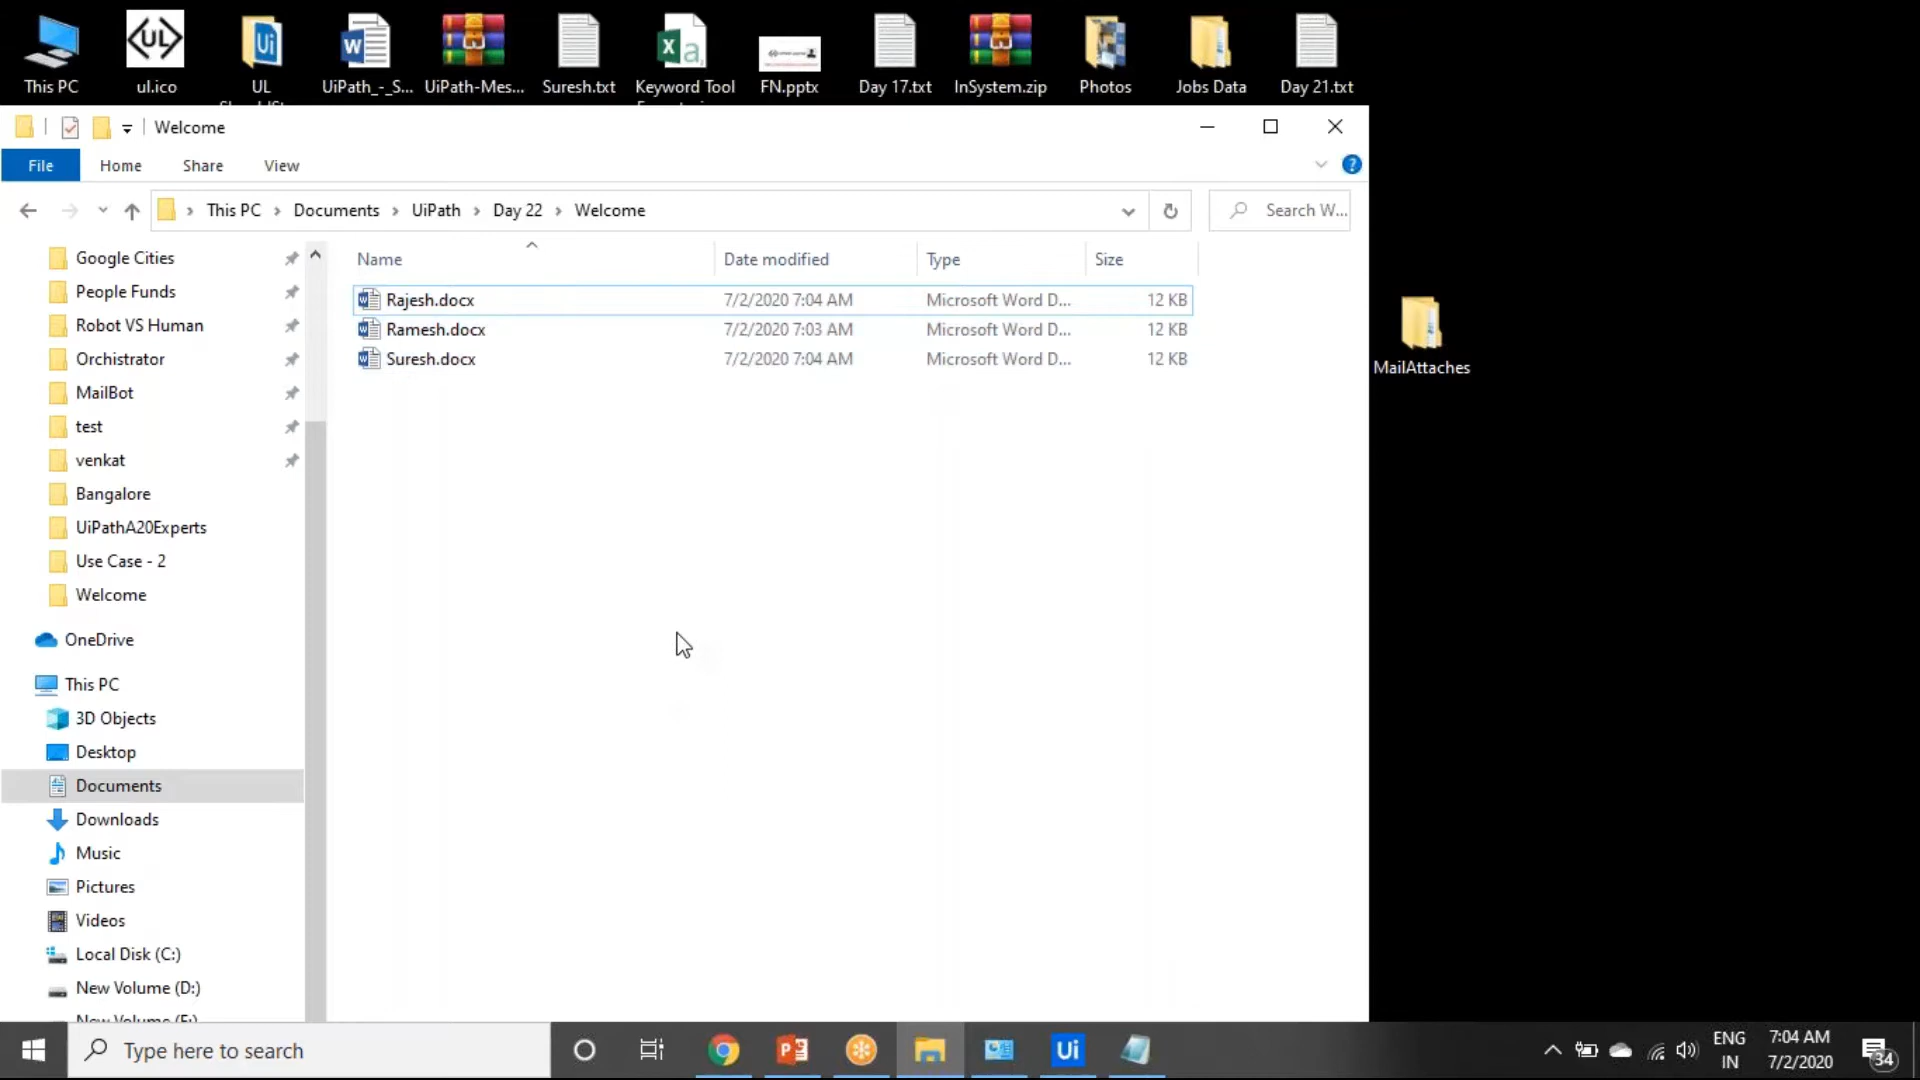 This PC
ul.ico
UL
UiPath_-_S...
UiPath-Mes...
Suresh.txt
Keyword Tool
FN.pptx
Day 17.txt
InSystem.zip
Photos
Jobs Data
Day 21.txt
Welcome
File Home Share View
This PC › Documents › UiPath › Day 22 › Welcome
Search W...
Name Date modified Type Size
Rajesh.docx 7/2/2020 7:04 AM Microsoft Word D... 12 KB
Ramesh.docx 7/2/2020 7:03 AM Microsoft Word D... 12 KB
Suresh.docx 7/2/2020 7:04 AM Microsoft Word D... 12 KB
Google Cities
People Funds
Robot VS Human
Orchistrator
MailBot
test
venkat
Bangalore
UiPathA20Experts
Use Case - 2
Welcome
OneDrive
This PC
3D Objects
Desktop
Documents
Downloads
Music
Pictures
Videos
Local Disk (C:)
New Volume (D:)
MailAttaches
Type here to search
Ui
ENG
IN
7:04 AM
7/2/2020
34